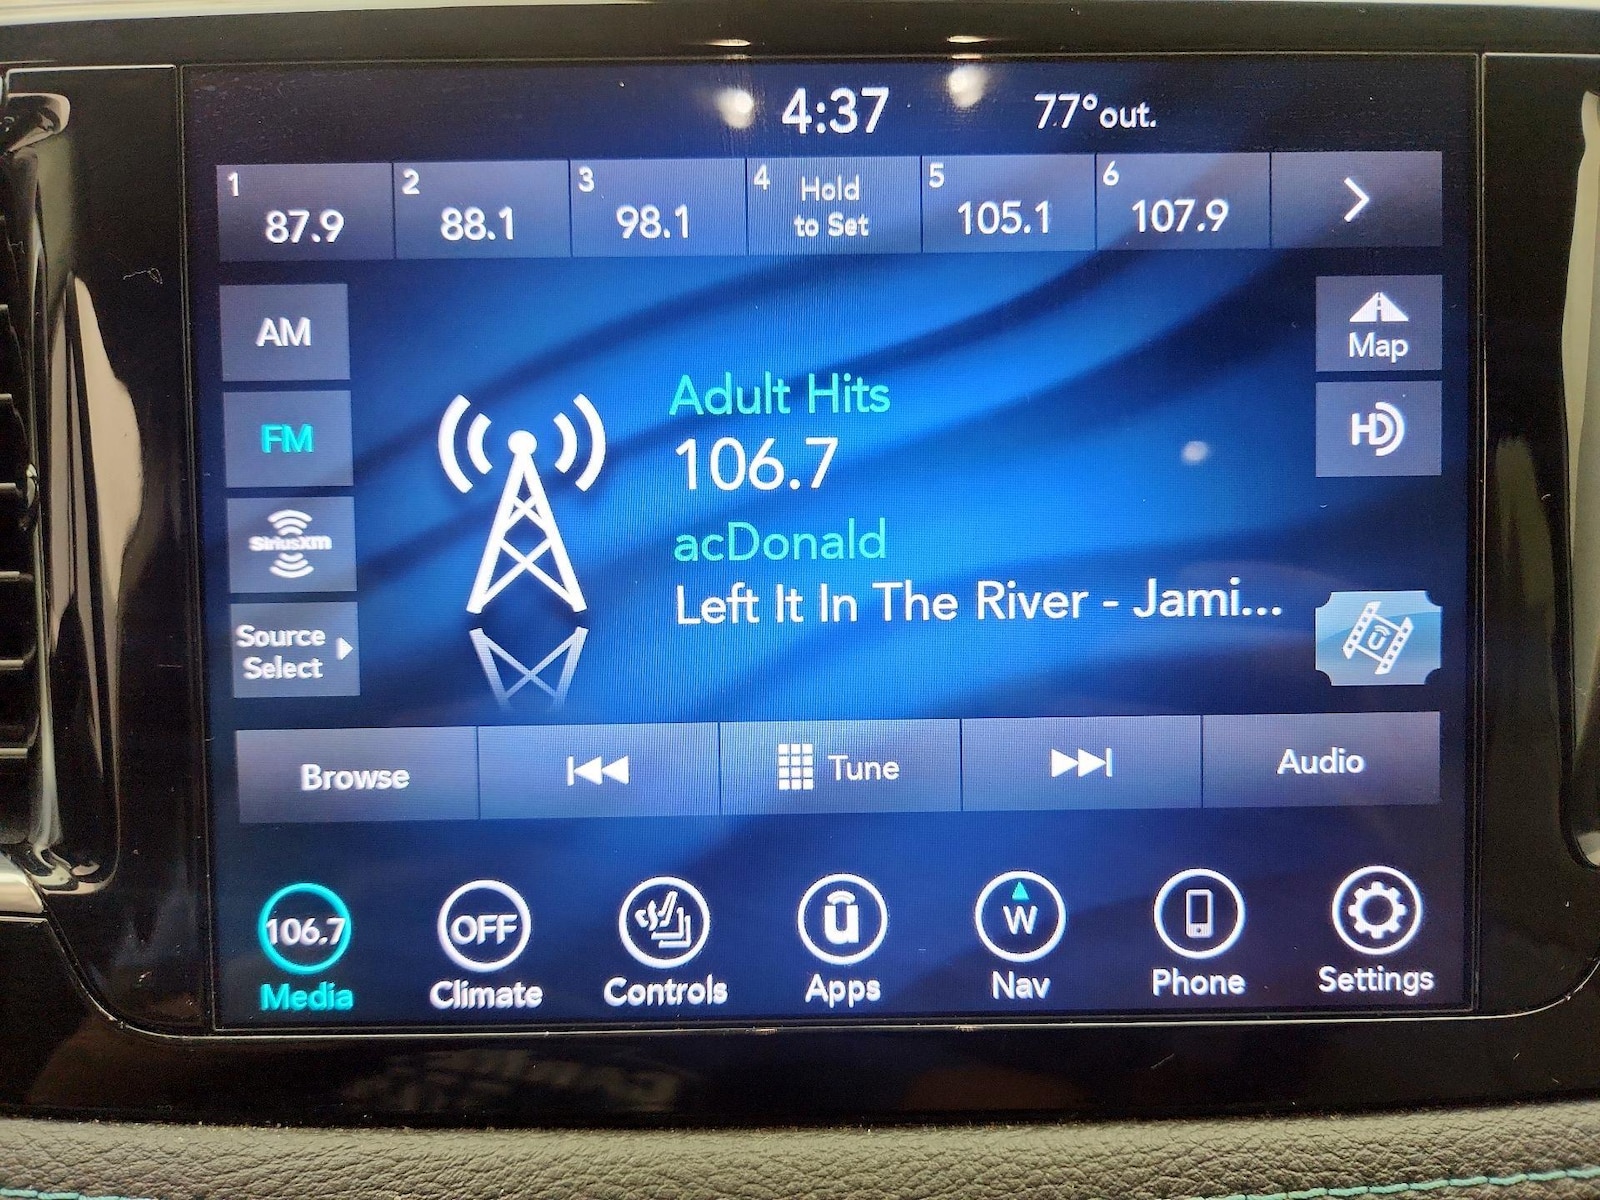 4:37 77° out.
1 87.9
2 88.1
3 98.1
4 Hold
to Set
5 105.1
6 107.9
AM
Map
FM
HD
SiriusXM
Source
Select
Adult Hits
106.7
acDonald
Left It In The River - Jami...
Browse Tune Audio
106.7 OFF u W
Media Climate Controls Apps Nav Phone Settings